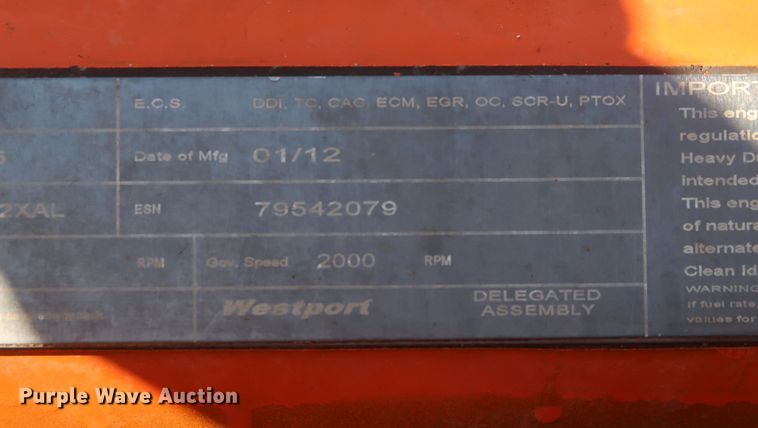 E.C.S. DDI, TC, CAC, ECM, EGR, OC, SCR-U, PTOX
5 Date of Mfg 01/12
2XAL ESN 79542079
RPM Gov. Speed 2000 RPM
Westport DELEGATED ASSEMBLY
IMPORT
This eng
regulatio
Heavy Du
intended
This eng
of natura
alternate
Clean Id
WARNING
If fuel rate
values for
Purple Wave Auction